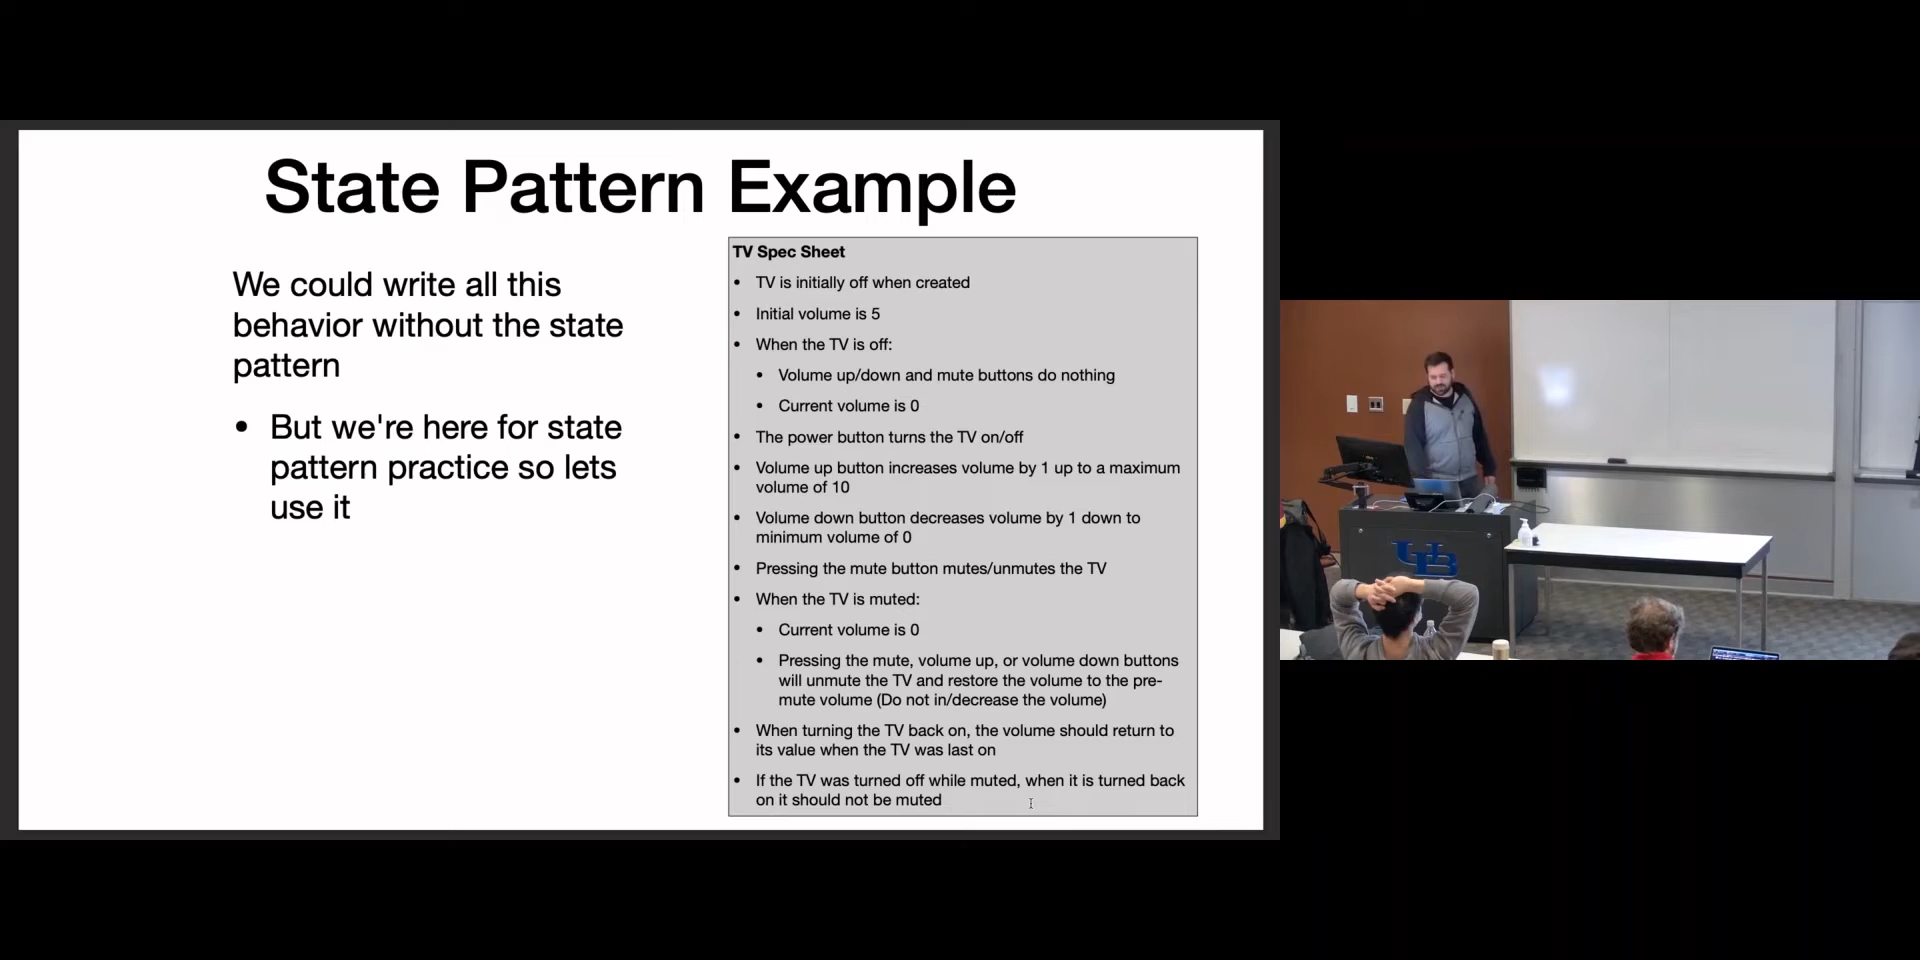 State Pattern Example
We could write all this
behavior without the state
pattern
• But we're here for state
pattern practice so lets
use it
TV Spec Sheet
• TV is initially off when created
• Initial volume is 5
• When the TV is off:
• Volume up/down and mute buttons do nothing
• Current volume is 0
• The power button turns the TV on/off
• Volume up button increases volume by 1 up to a maximum
volume of 10
• Volume down button decreases volume by 1 down to
minimum volume of 0
• Pressing the mute button mutes/unmutes the TV
• When the TV is muted:
• Current volume is 0
• Pressing the mute, volume up, or volume down buttons
will unmute the TV and restore the volume to the pre-
mute volume (Do not in/decrease the volume)
• When turning the TV back on, the volume should return to
its value when the TV was last on
• If the TV was turned off while muted, when it is turned back
on it should not be muted
UB